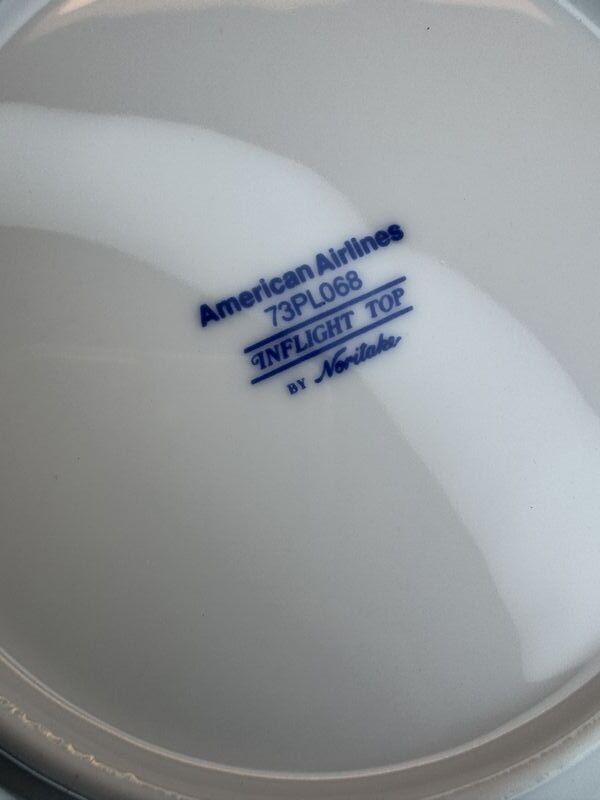 American Airlines
73PL068
INFLIGHT TOP
BY Noritake